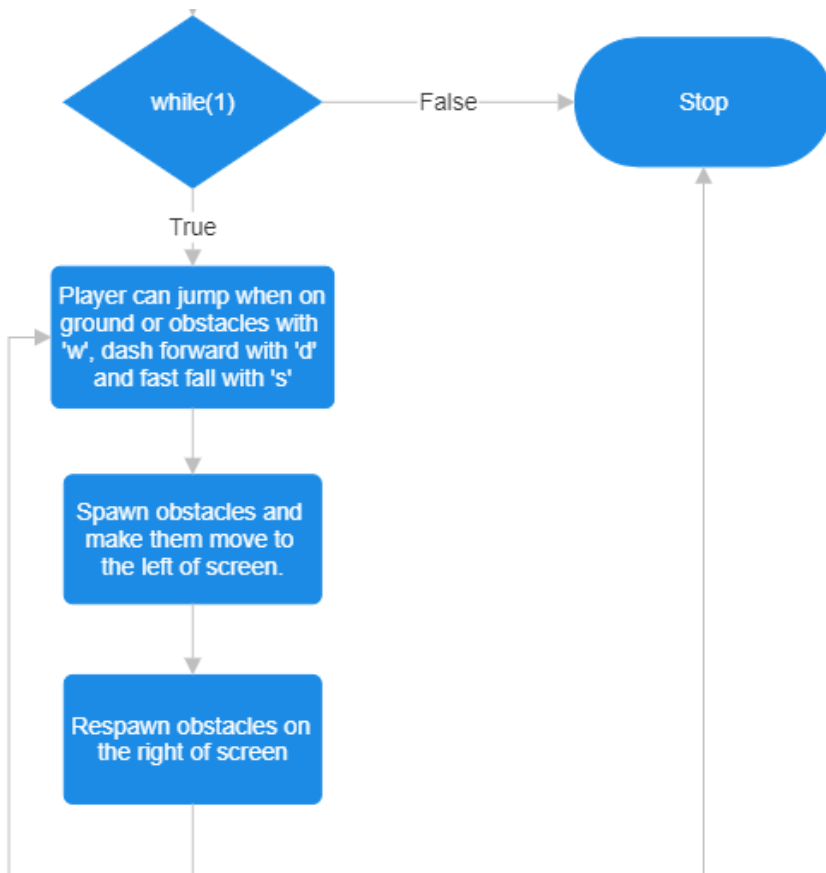 while(1)
False
Stop
True
Player can jump when on
ground or obstacles with
'w', dash forward with 'd'
and fast fall with 's'
Spawn obstacles and
make them move to
the left of screen.
Respawn obstacles on
the right of screen